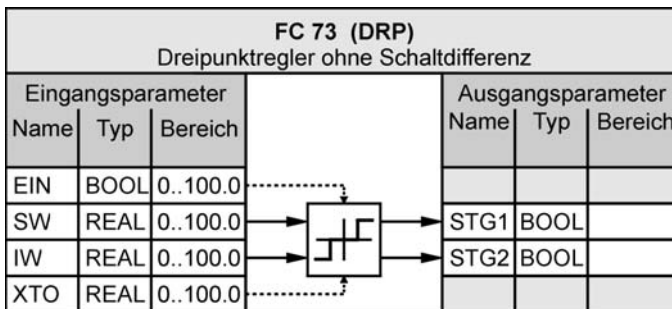 FC 73 (DRP)
Dreipunktregler ohne Schaltdifferenz
Eingangsparameter Ausgangsparameter
Name Typ Bereich Name Typ Bereich
EIN BOOL 0..100.0
SW REAL 0..100.0 STG1 BOOL
IW REAL 0..100.0 STG2 BOOL
XTO REAL 0..100.0